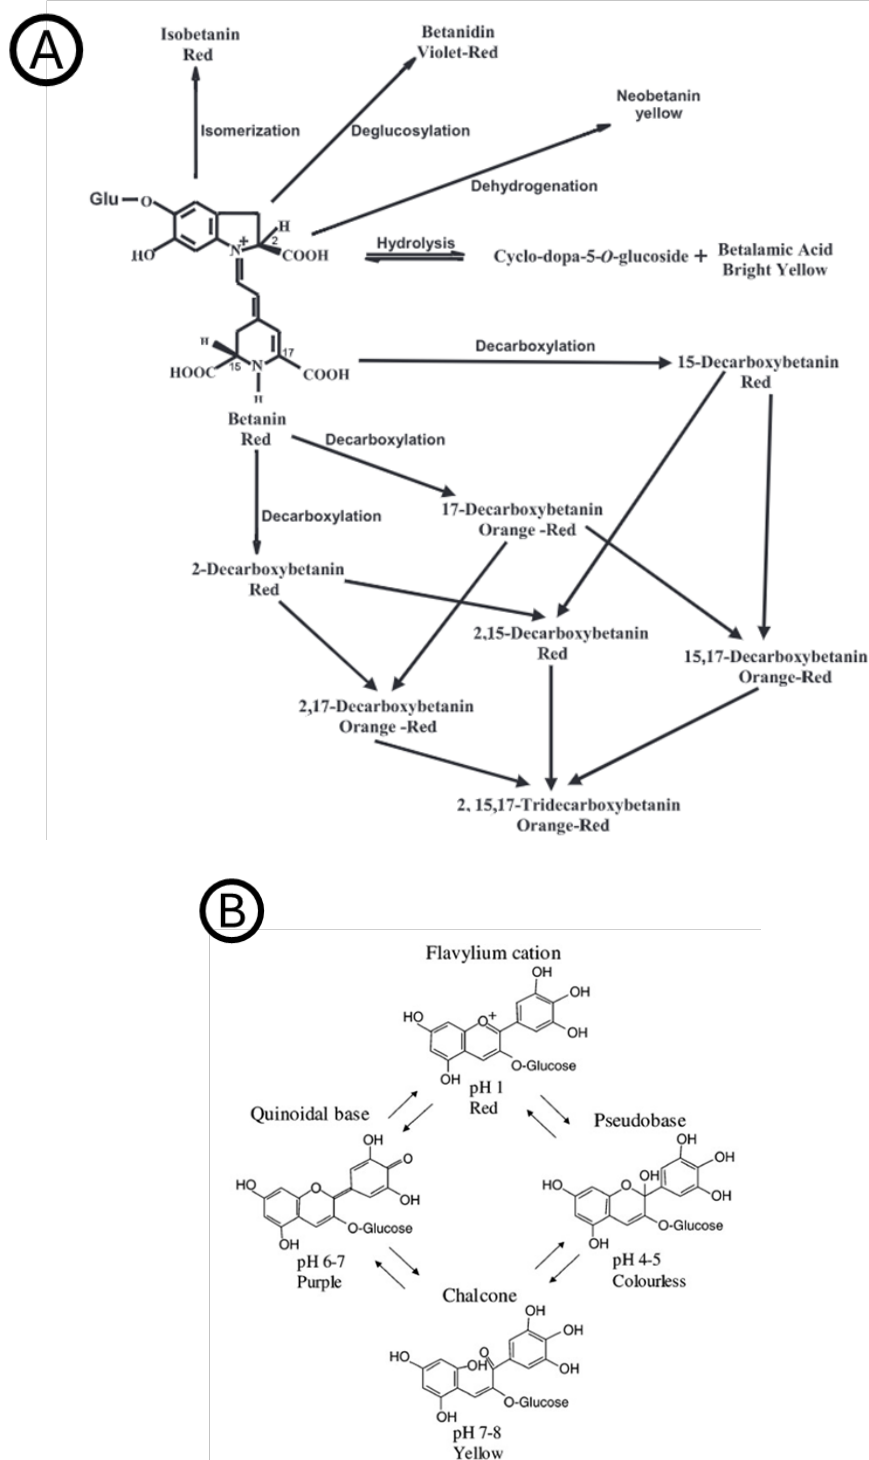 A
Isobetanin
Red
Betanidin
Violet-Red
Neobetanin
yellow
Isomerization
Deglucosylation
Dehydrogenation
Glu
O
HO
N
+
H
2
COOH
Hydrolysis
Cyclo-dopa-5-O-glucoside + Betalamic Acid
Bright Yellow
H
HOOC
15
N
17
COOH
H
Decarboxylation
15-Decarboxybetanin
Red
Betanin
Red
Decarboxylation
17-Decarboxybetanin
Orange -Red
Decarboxylation
2-Decarboxybetanin
Red
2,15-Decarboxybetanin
Red
15,17-Decarboxybetanin
Orange-Red
2,17-Decarboxybetanin
Orange -Red
2, 15,17-Tridecarboxybetanin
Orange-Red
B
Flavylium cation
OH
OH
HO
O+
OH
O-Glucose
OH
pH 1
Red
Quinoidal base
OH
O
HO
O
OH
O-Glucose
OH
pH 6-7
Purple
Pseudobase
OH
OH
OH
HO
O
OH
O-Glucose
OH
pH 4-5
Colourless
Chalcone
OH
OH
HO
O
OH
OH
O-Glucose
OH
pH 7-8
Yellow